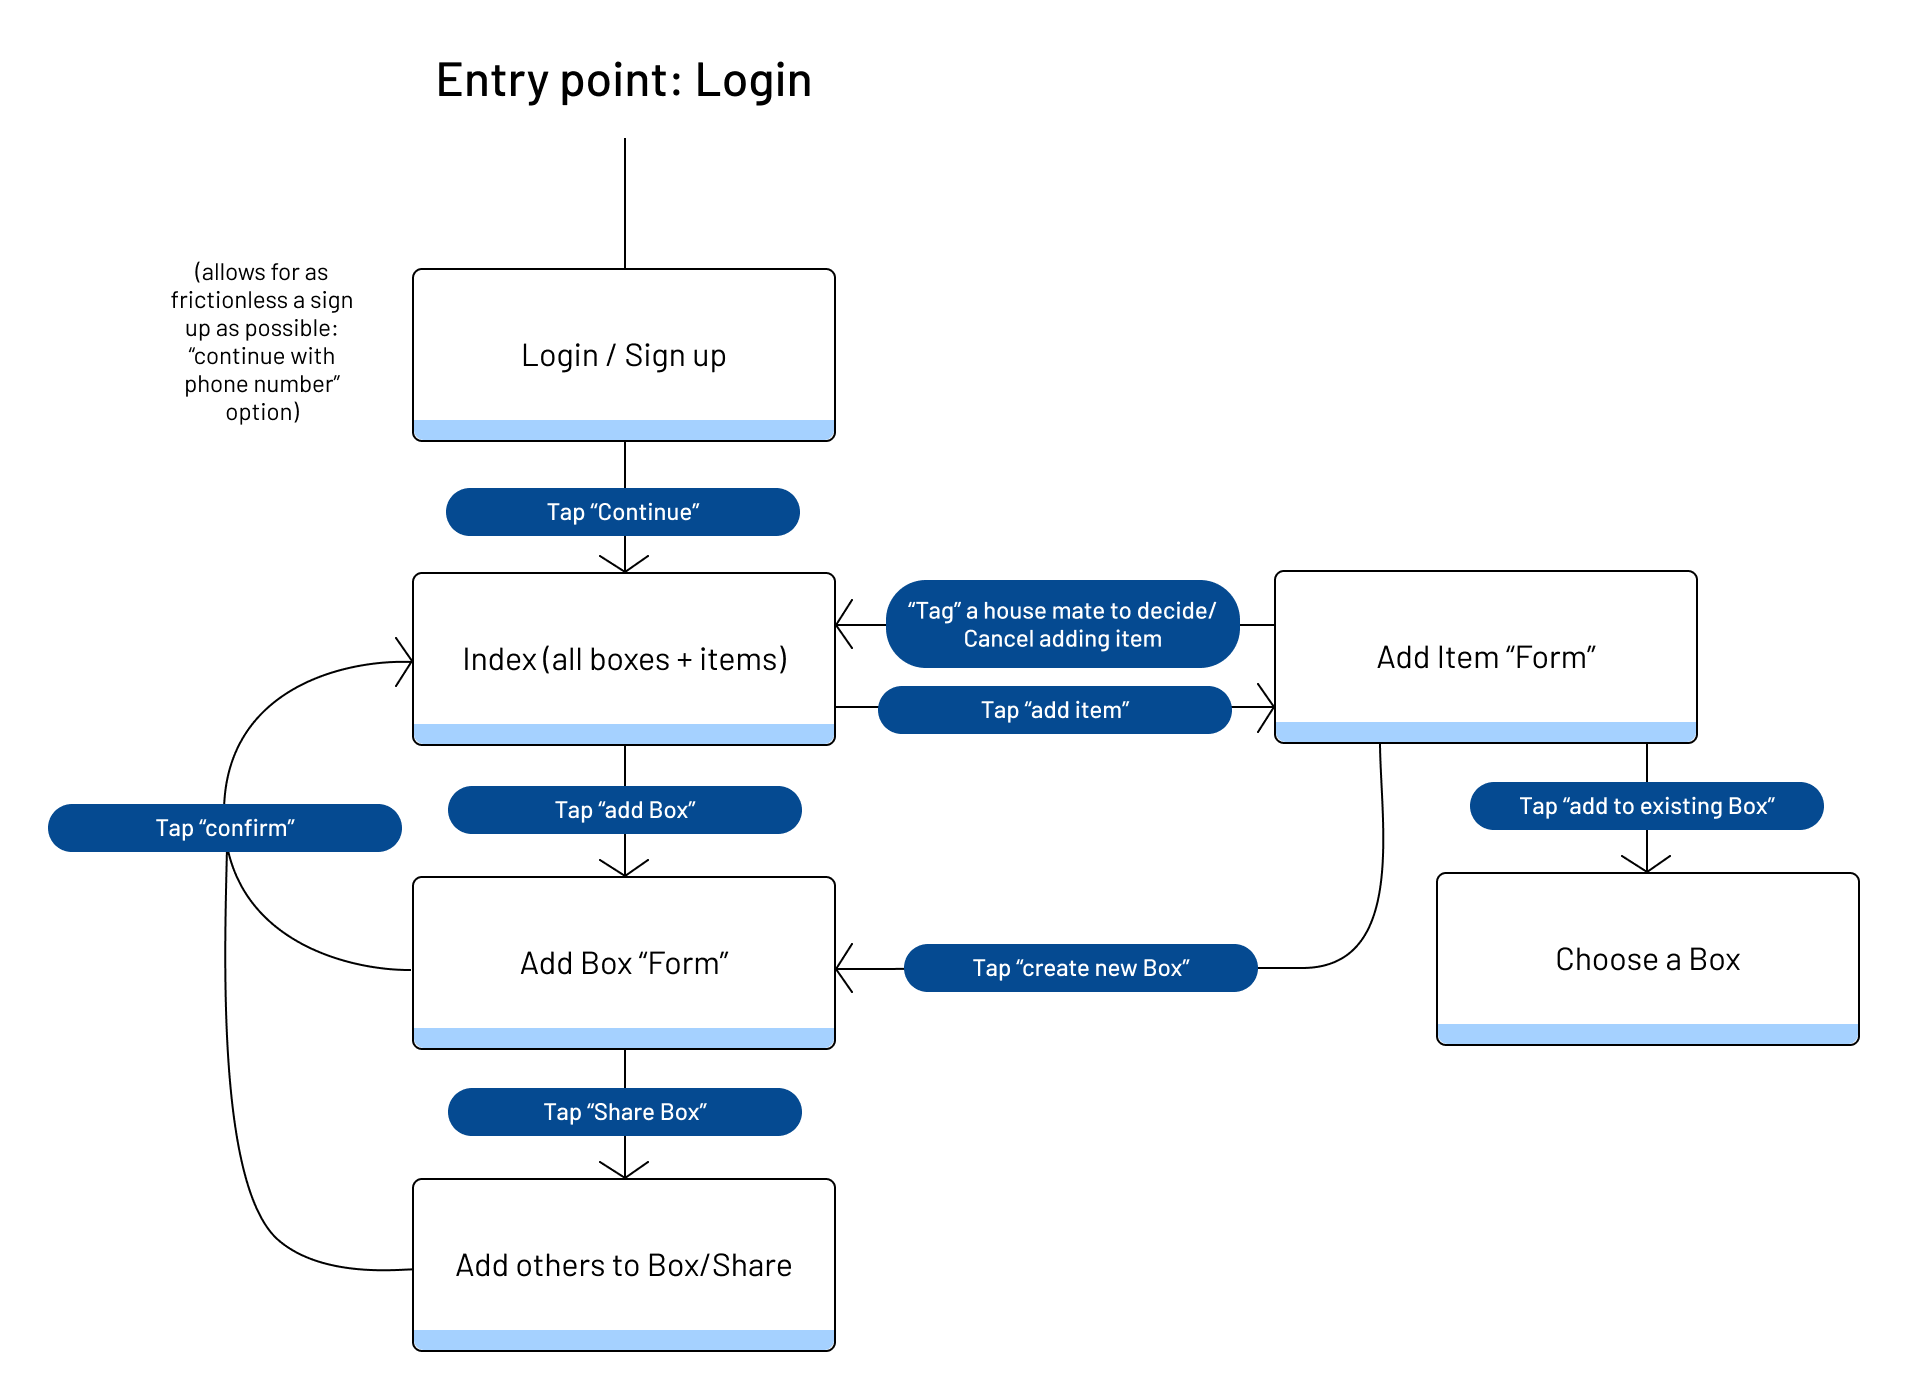 Entry point: Login
(allows for as
frictionless a sign
up as possible:
“continue with
phone number”
option)
Login / Sign up
Tap “Continue”
Index (all boxes + items)
“Tag” a house mate to decide/
Cancel adding item
Tap “add item”
Add Item “Form”
Tap “confirm”
Tap “add Box”
Tap “add to existing Box”
Add Box “Form”
Tap “create new Box”
Choose a Box
Tap “Share Box”
Add others to Box/Share